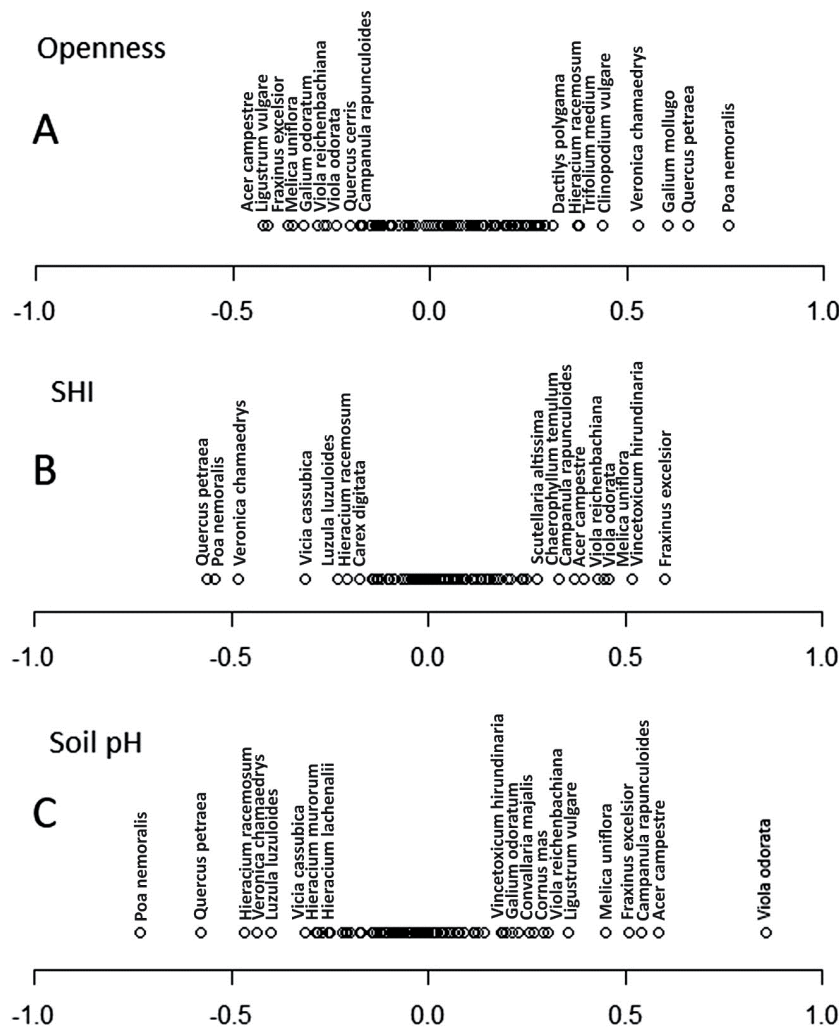 Openness
A
Acer campestre
Ligustrum vulgare
Fraxinus excelsior
Melica uniflora
Galium odoratum
Viola reichenbachiana
Viola odorata
Quercus cerris
Campanula rapunculoides
Dactilys polygama
Hieracium racemosum
Trifolium medium
Clinopodium vulgare
Veronica chamaedrys
Galium mollugo
Quercus petraea
Poa nemoralis
-1.0 -0.5 0.0 0.5 1.0
SHI
B
Quercus petraea
Poa nemoralis
Veronica chamaedrys
Vicia cassubica
Luzula luzuloides
Hieracium racemosum
Carex digitata
Scutellaria altissima
Chaerophyllum temulum
Campanula rapunculoides
Acer campestre
Viola reichenbachiana
Viola odorata
Melica uniflora
Vincetoxicum hirundinaria
Fraxinus excelsior
-1.0 -0.5 0.0 0.5 1.0
Soil pH
C
Poa nemoralis
Quercus petraea
Hieracium racemosum
Veronica chamaedrys
Luzula luzuloides
Vicia cassubica
Hieracium murorum
Hieracium lachenalii
Vincetoxicum hirundinaria
Galium odoratum
Convallaria majalis
Cornus mas
Viola reichenbachiana
Ligustrum vulgare
Melica uniflora
Fraxinus excelsior
Campanula rapunculoides
Acer campestre
Viola odorata
-1.0 -0.5 0.0 0.5 1.0